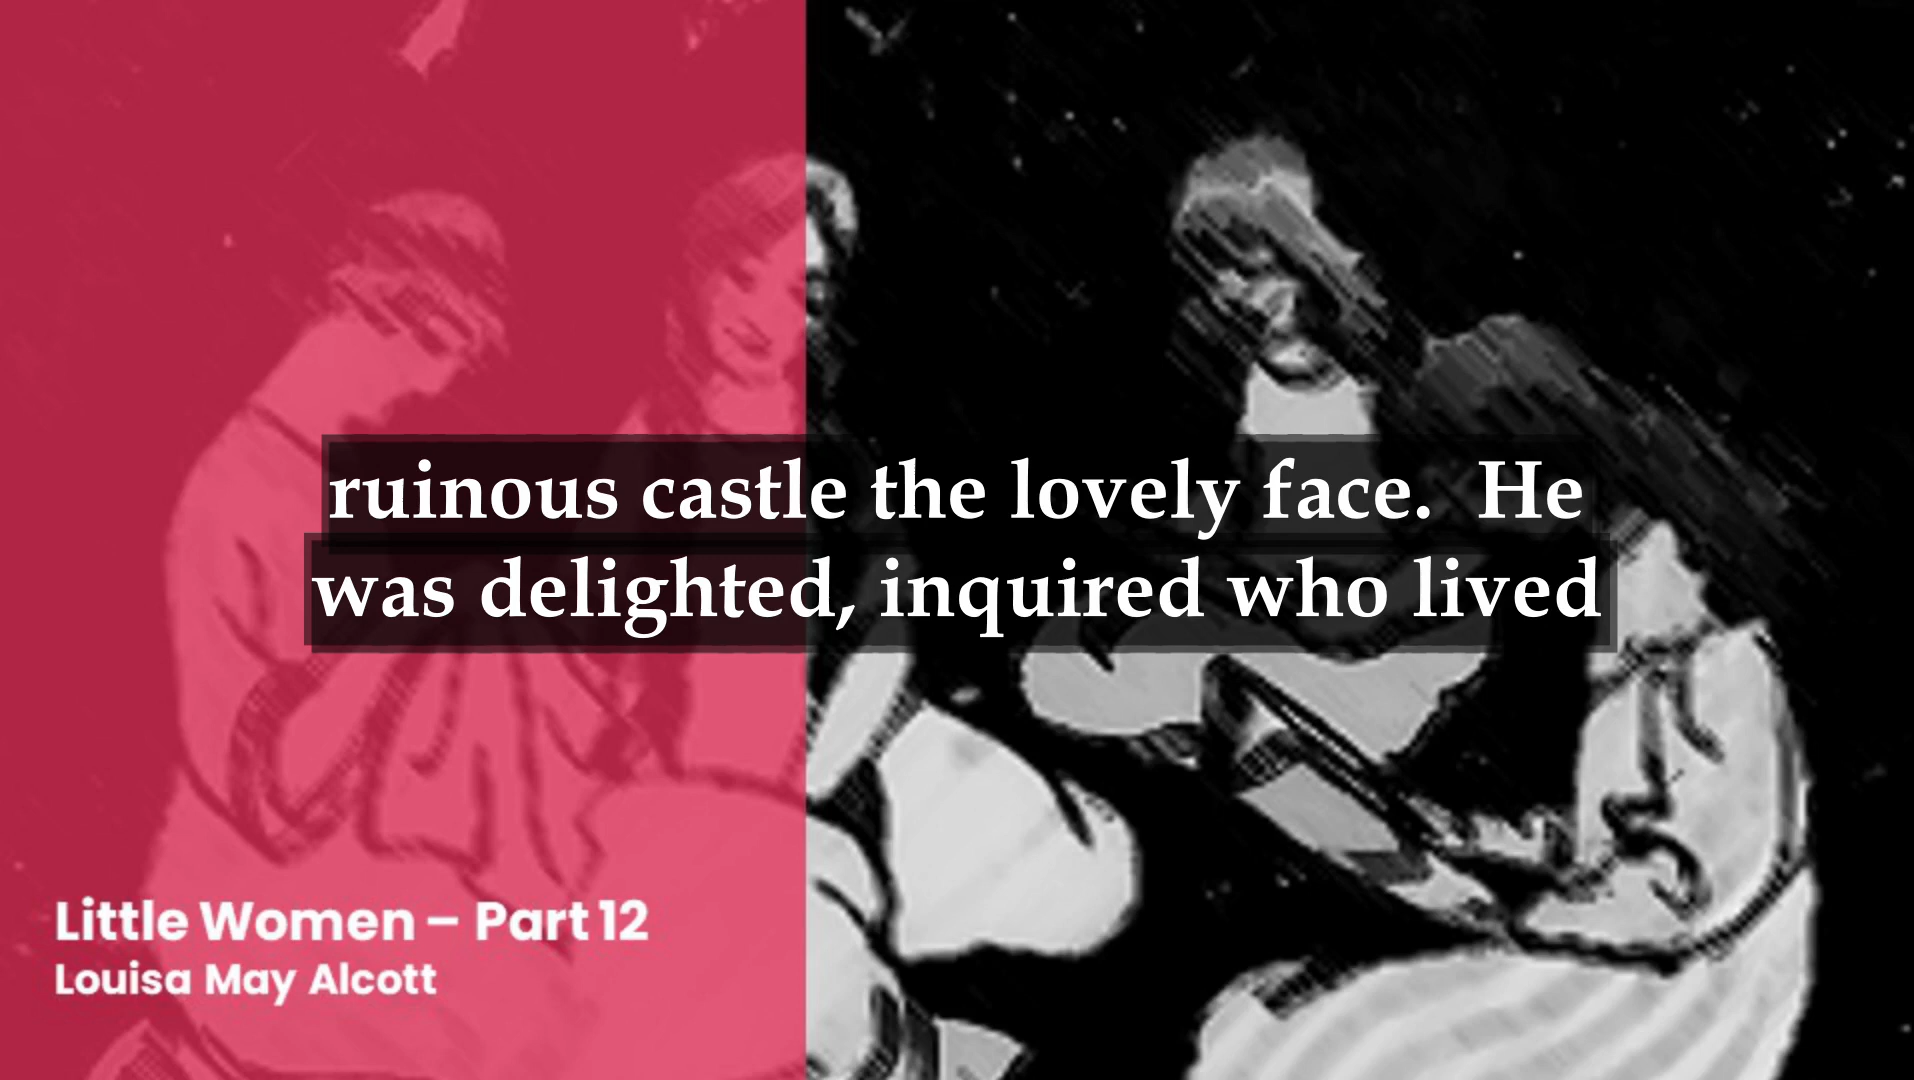 ruinous castle the lovely face.  He
was delighted, inquired who lived
Little Women – Part 12
Louisa May Alcott